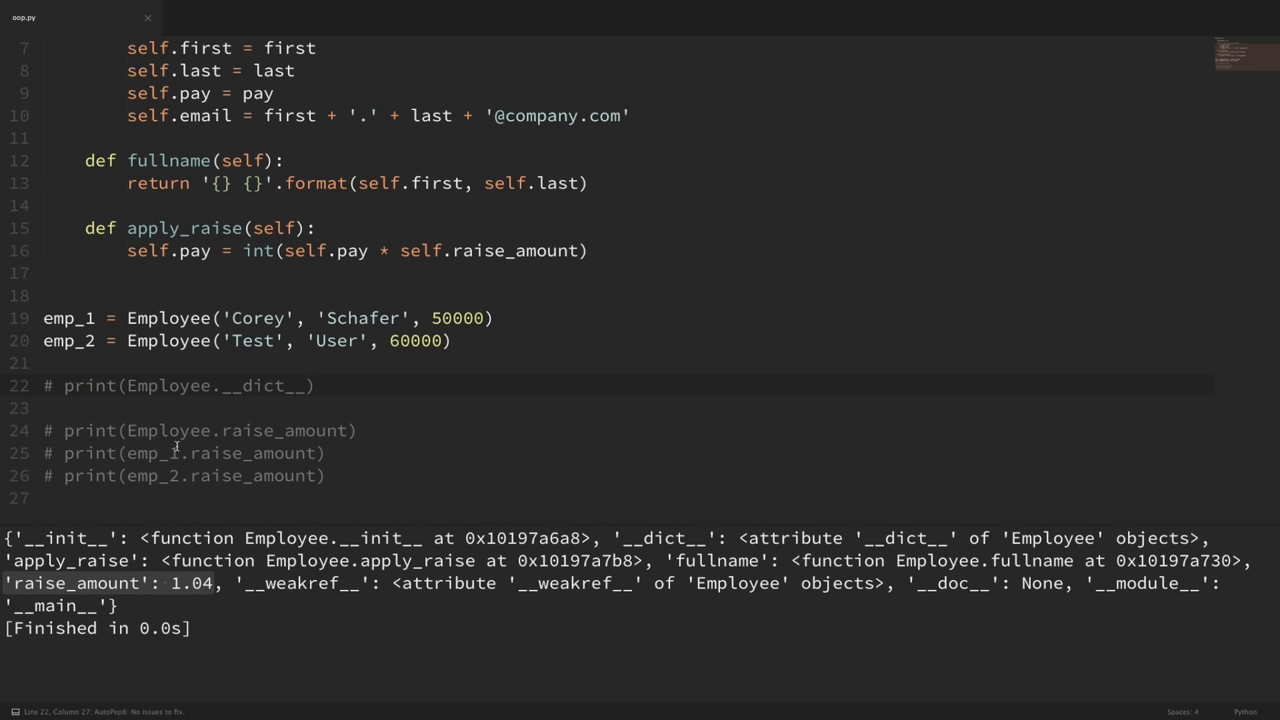 oop.py
7 self.first = first
8 self.last = last
9 self.pay = pay
10 self.email = first + '.' + last + '@company.com'
11
12 def fullname(self):
13 return '{} {}'.format(self.first, self.last)
14
15 def apply_raise(self):
16 self.pay = int(self.pay * self.raise_amount)
17
18
19 emp_1 = Employee('Corey', 'Schafer', 50000)
20 emp_2 = Employee('Test', 'User', 60000)
21
22 # print(Employee.__dict__)
23
24 # print(Employee.raise_amount)
25 # print(emp_1.raise_amount)
26 # print(emp_2.raise_amount)
27
{'__init__': <function Employee.__init__ at 0x10197a6a8>, '__dict__': <attribute '__dict__' of 'Employee' objects>,
'apply_raise': <function Employee.apply_raise at 0x10197a7b8>, 'fullname': <function Employee.fullname at 0x10197a730>,
'raise_amount': 1.04, '__weakref__': <attribute '__weakref__' of 'Employee' objects>, '__doc__': None, '__module__':
'__main__'}
[Finished in 0.0s]
Line 22, Column 27; AutoPep8: No issues to fix.
Spaces: 4
Python